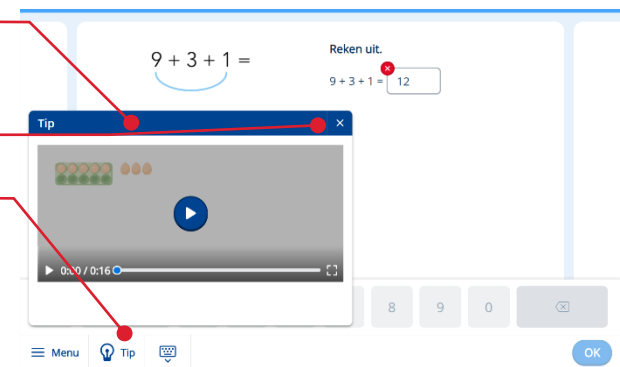 9 + 3 + 1 =
Reken uit.
9 + 3 + 1 = 12
Tip
0:00 / 0:16
8 9 0
Menu
Tip
OK